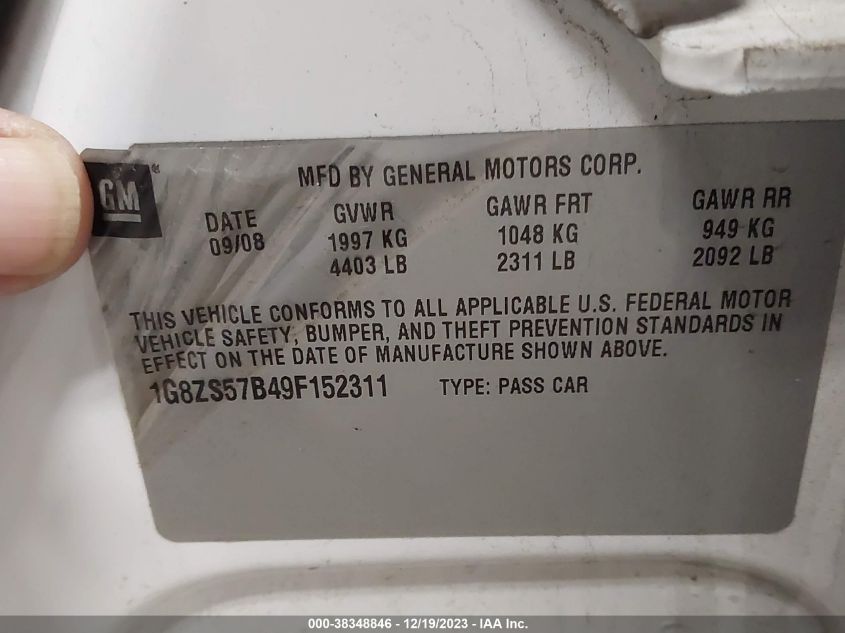 MFD BY GENERAL MOTORS CORP.
GM®
DATE GVWR GAWR FRT GAWR RR
09/08 1997 KG 1048 KG 949 KG
4403 LB 2311 LB 2092 LB
THIS VEHICLE CONFORMS TO ALL APPLICABLE U.S. FEDERAL MOTOR
VEHICLE SAFETY, BUMPER, AND THEFT PREVENTION STANDARDS IN
EFFECT ON THE DATE OF MANUFACTURE SHOWN ABOVE.
1G8ZS57B49F152311 TYPE: PASS CAR
000-38348846 - 12/19/2023 - IAA Inc.